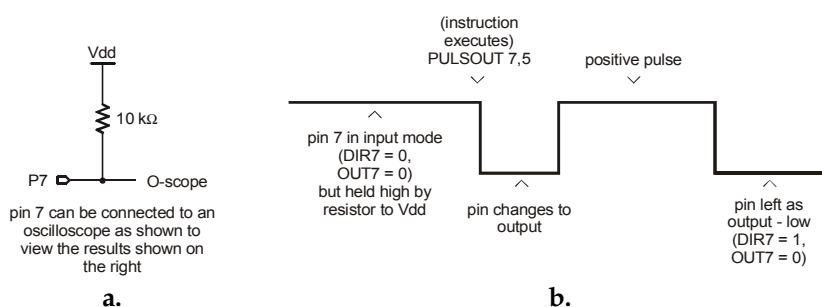 Vdd
10 kΩ
P7
O-scope
pin 7 can be connected to an
oscilloscope as shown to
view the results shown on
the right
a.
(instruction
executes)
PULSOUT 7,5
positive pulse
pin 7 in input mode
(DIR7 = 0,
OUT7 = 0)
but held high by
resistor to Vdd
pin changes to
output
pin left as
output - low
(DIR7 = 1,
OUT7 = 0)
b.